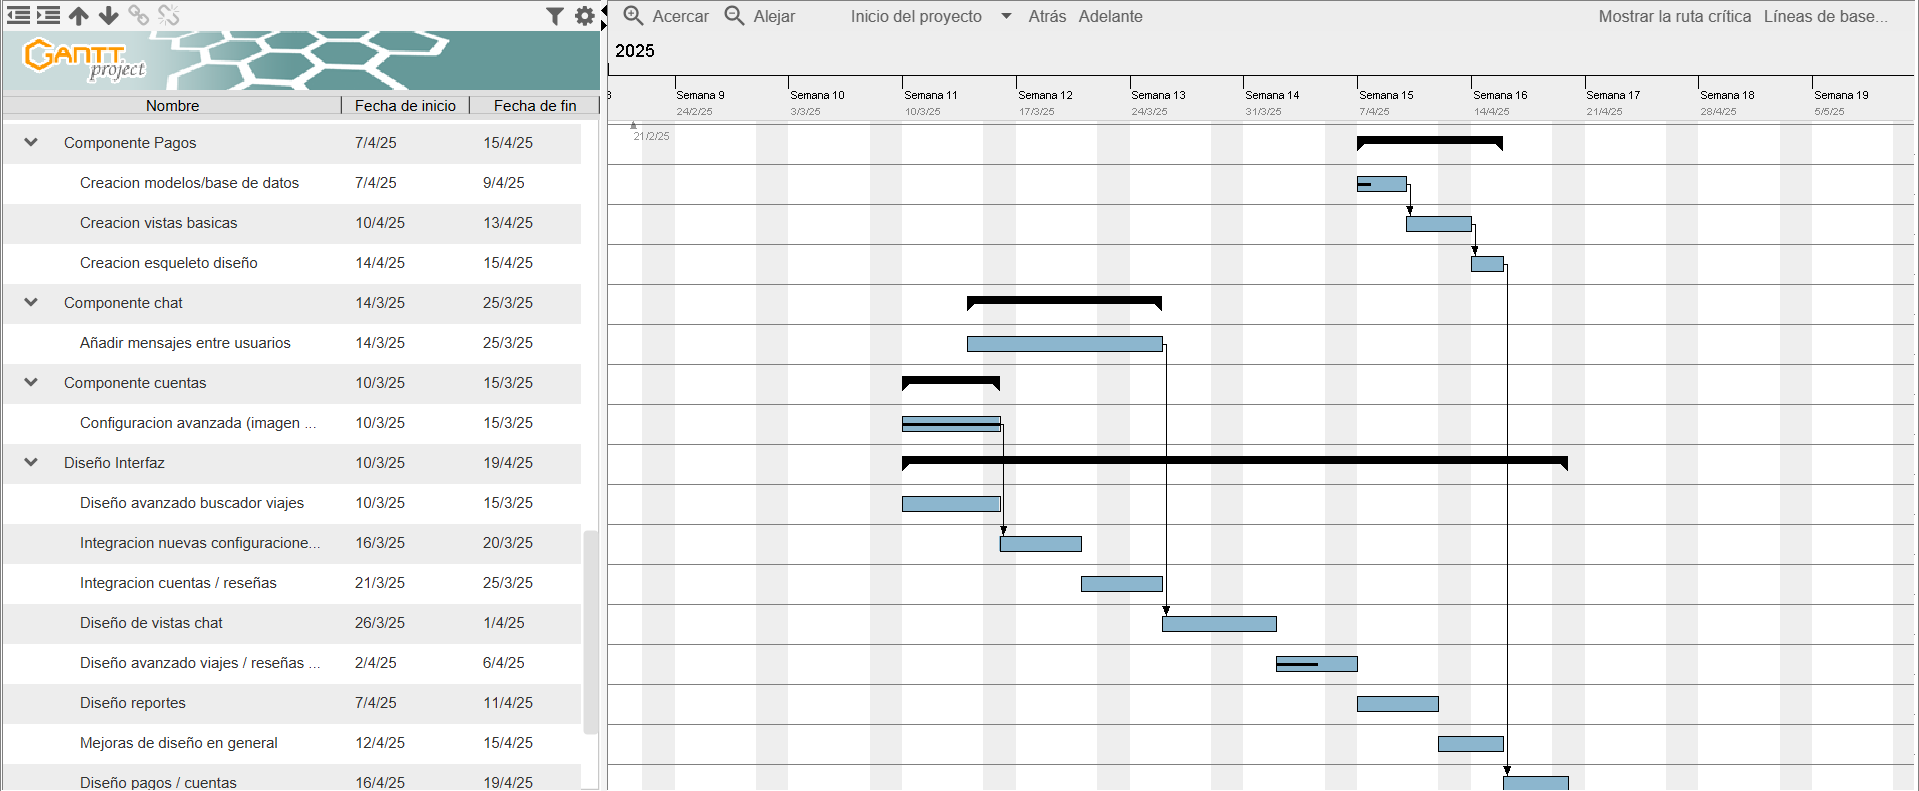 Acercar Alejar Inicio del proyecto Atrás Adelante Mostrar la ruta crítica Líneas de base...
GANTT project
2025
Nombre Fecha de inicio Fecha de fin
8 Semana 9 Semana 10 Semana 11 Semana 12 Semana 13 Semana 14 Semana 15 Semana 16 Semana 17 Semana 18 Semana 19
24/2/25 3/3/25 10/3/25 17/3/25 24/3/25 31/3/25 7/4/25 14/4/25 21/4/25 28/4/25 5/5/25
21/2/25
Componente Pagos 7/4/25 15/4/25
Creacion modelos/base de datos 7/4/25 9/4/25
Creacion vistas basicas 10/4/25 13/4/25
Creacion esqueleto diseño 14/4/25 15/4/25
Componente chat 14/3/25 25/3/25
Añadir mensajes entre usuarios 14/3/25 25/3/25
Componente cuentas 10/3/25 15/3/25
Configuracion avanzada (imagen ... 10/3/25 15/3/25
Diseño Interfaz 10/3/25 19/4/25
Diseño avanzado buscador viajes 10/3/25 15/3/25
Integracion nuevas configuracione... 16/3/25 20/3/25
Integracion cuentas / reseñas 21/3/25 25/3/25
Diseño de vistas chat 26/3/25 1/4/25
Diseño avanzado viajes / reseñas ... 2/4/25 6/4/25
Diseño reportes 7/4/25 11/4/25
Mejoras de diseño en general 12/4/25 15/4/25
Diseño pagos / cuentas 16/4/25 19/4/25